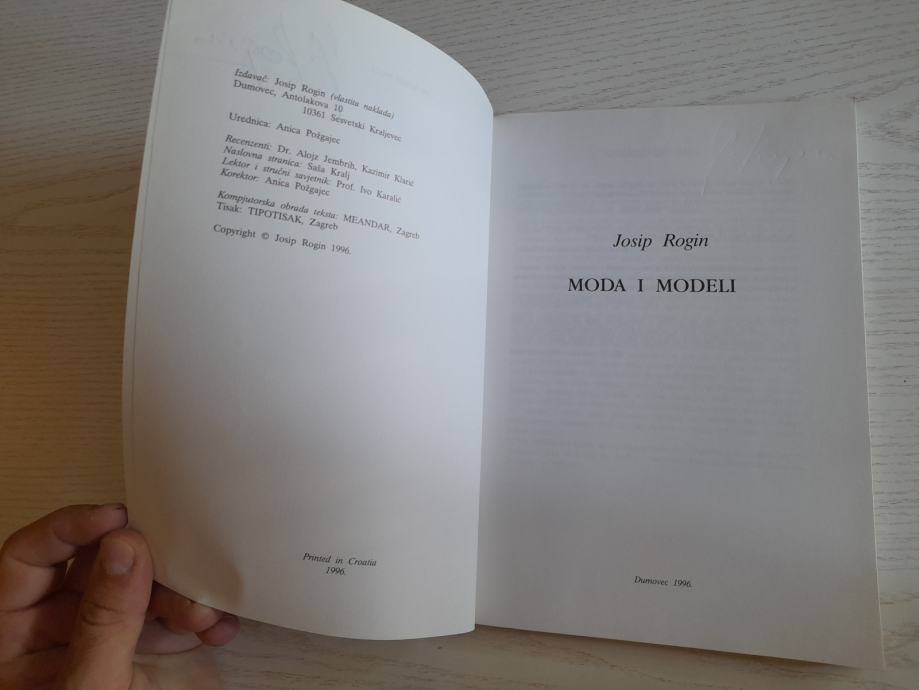 Izdavač: Josip Rogin (vlastita naklada)
Dumovec, Antolakova 10
10361 Sesvetski Kraljevec
Urednica: Anica Požgajec
Recenzenti: Dr. Alojz Jembrih, Kazimir Klarić
Naslovna stranica: Saša Kralj
Lektor i stručni savjetnik: Prof. Ivo Karalić
Korektor: Anica Požgajec
Kompjutorska obrada teksta: MEANDAR, Zagreb
Tisak: TIPOTISAK, Zagreb
Copyright © Josip Rogin 1996.
Printed in Croatia
1996.
Josip Rogin
MODA I MODELI
Dumovec 1996.